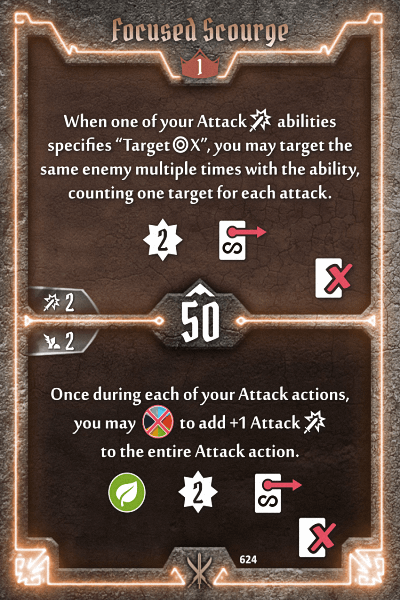 Focused Scourge
1
When one of your Attack abilities
specifies “Target X”, you may target the
same enemy multiple times with the ability,
counting one target for each attack.
2
2
50
2
Once during each of your Attack actions,
you may to add +1 Attack
to the entire Attack action.
2
624